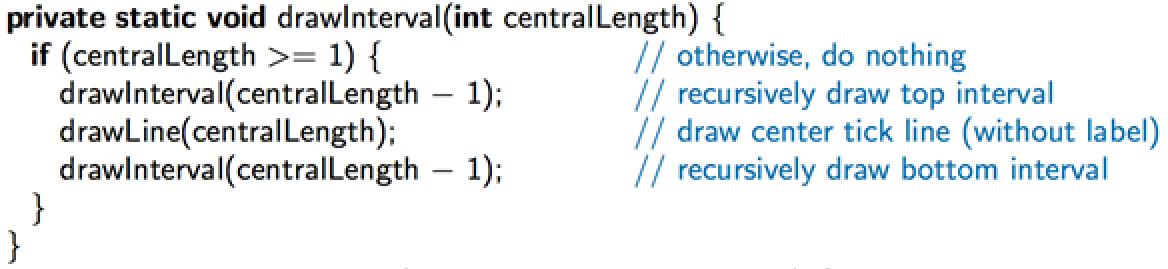 private static void drawInterval(int centralLength) {
if (centralLength >= 1) { // otherwise, do nothing
drawInterval(centralLength − 1); // recursively draw top interval
drawLine(centralLength); // draw center tick line (without label)
drawInterval(centralLength − 1); // recursively draw bottom interval
}
}